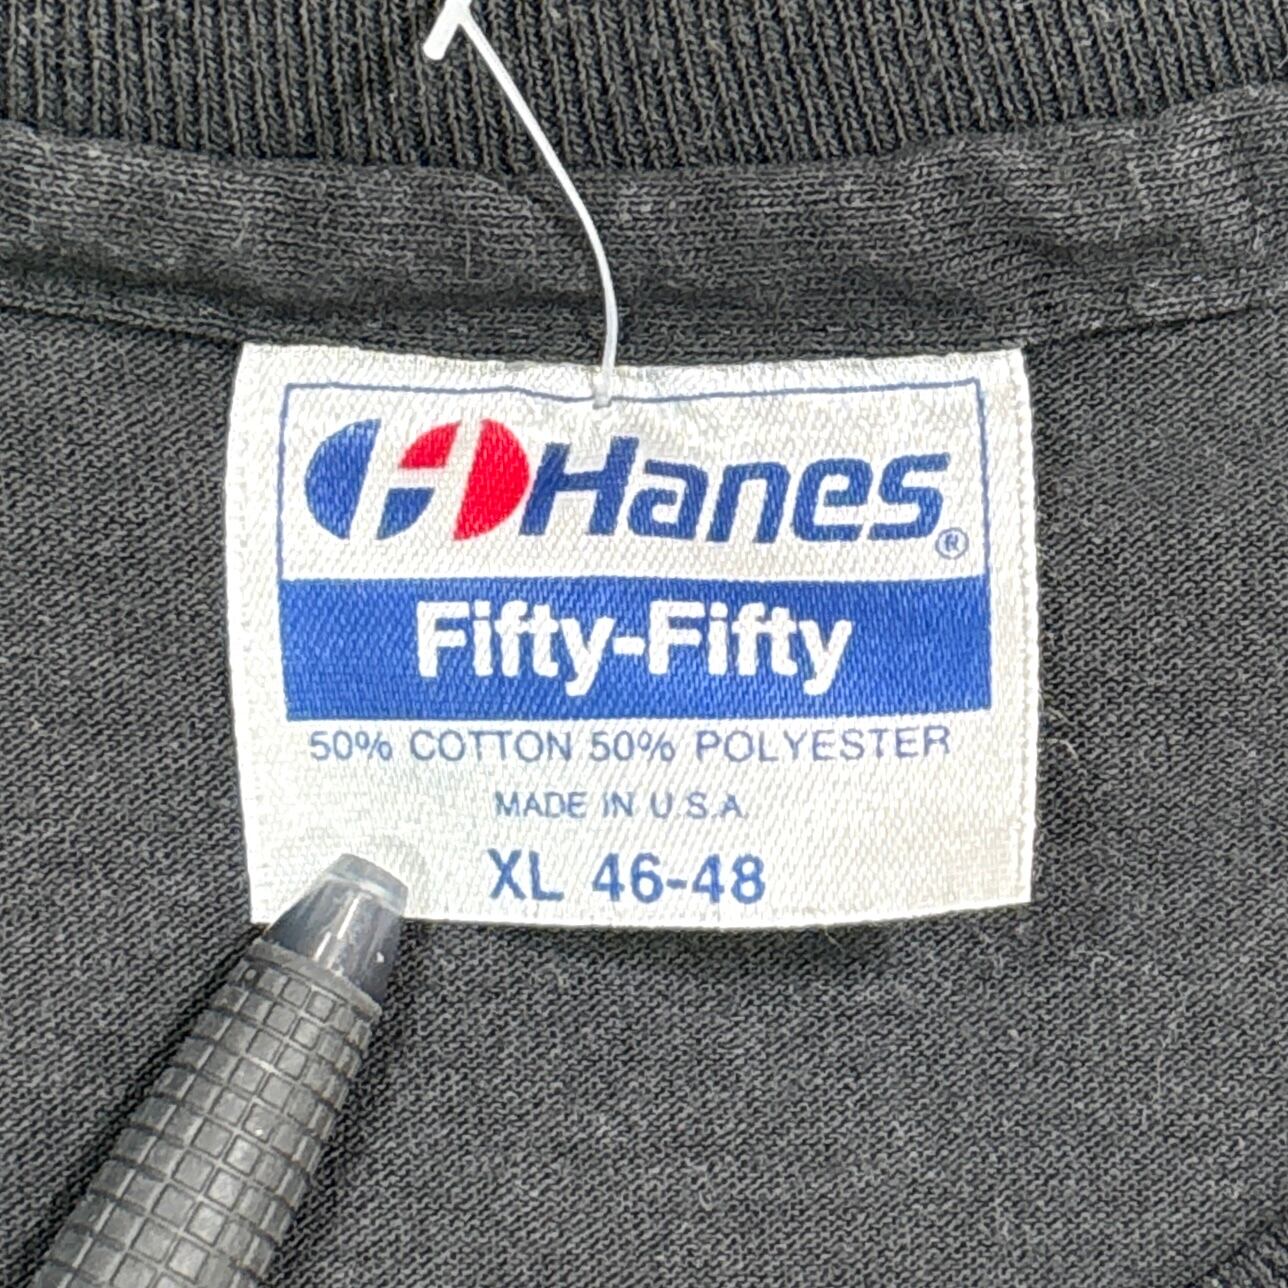 Hanes®
Fifty-Fifty
50% COTTON 50% POLYESTER
MADE IN U.S.A.
XL 46-48